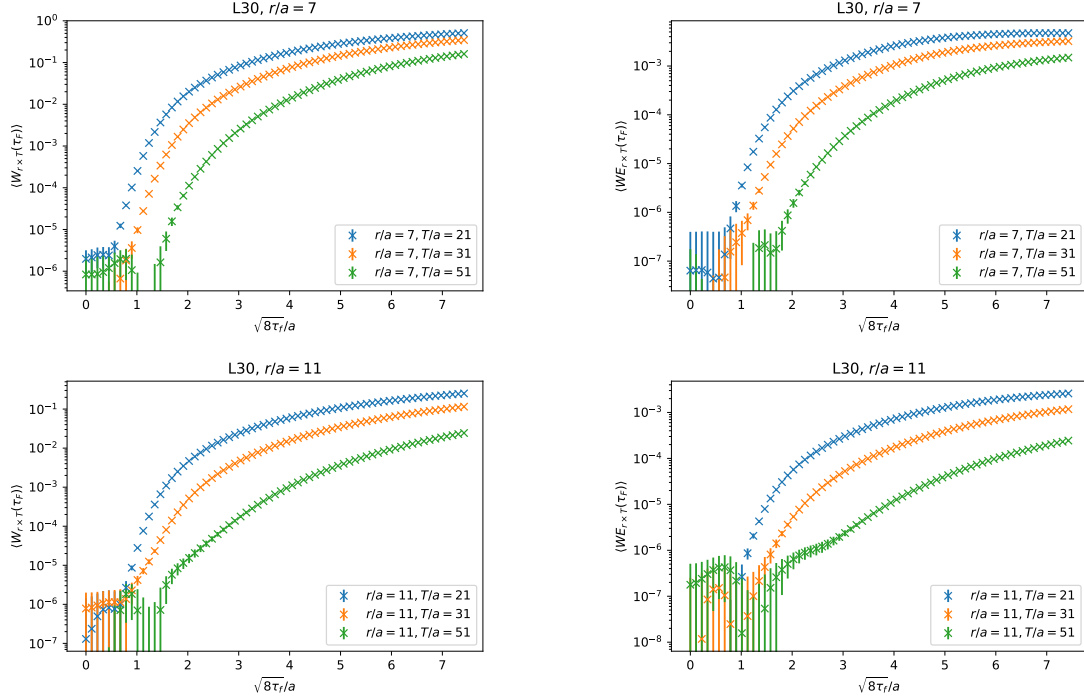 L30, r/a = 7
⟨W_{r×T}(τ_F)⟩
10^0
10^{-1}
10^{-2}
10^{-3}
10^{-4}
10^{-5}
10^{-6}
r/a = 7, T/a = 21
r/a = 7, T/a = 31
r/a = 7, T/a = 51
0 1 2 3 4 5 6 7
√8τ_f/a
L30, r/a = 7
⟨WE_{r×T}(τ_F)⟩
10^{-3}
10^{-4}
10^{-5}
10^{-6}
10^{-7}
r/a = 7, T/a = 21
r/a = 7, T/a = 31
r/a = 7, T/a = 51
0 1 2 3 4 5 6 7
√8τ_f/a
L30, r/a = 11
⟨W_{r×T}(τ_F)⟩
10^{-1}
10^{-2}
10^{-3}
10^{-4}
10^{-5}
10^{-6}
10^{-7}
r/a = 11, T/a = 21
r/a = 11, T/a = 31
r/a = 11, T/a = 51
0 1 2 3 4 5 6 7
√8τ_f/a
L30, r/a = 11
⟨WE_{r×T}(τ_F)⟩
10^{-3}
10^{-4}
10^{-5}
10^{-6}
10^{-7}
10^{-8}
r/a = 11, T/a = 21
r/a = 11, T/a = 31
r/a = 11, T/a = 51
0 1 2 3 4 5 6 7
√8τ_f/a